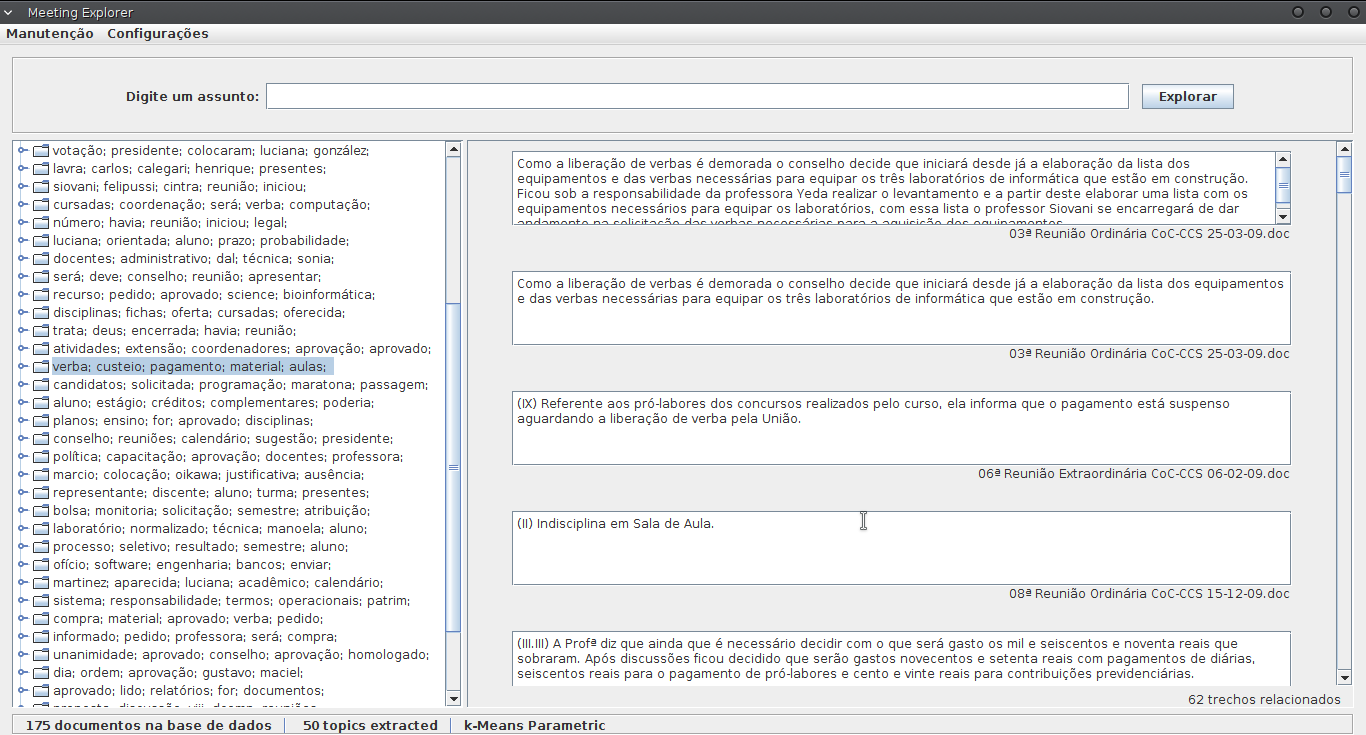 Meeting Explorer
Manutenção Configurações
Digite um assunto:
Explorar
votação; presidente; colocaram; luciana; gonzález;
lavra; carlos; calegari; henrique; presentes;
siovani; felipussi; cintra; reunião; iniciou;
cursadas; coordenação; será; verba; computação;
número; havia; reunião; iniciou; legal;
luciana; orientada; aluno; prazo; probabilidade;
docentes; administrativo; dal; técnica; sonia;
será; deve; conselho; reunião; apresentar;
recurso; pedido; aprovado; science; bioinformática;
disciplinas; fichas; oferta; cursadas; oferecida;
trata; deus; encerrada; havia; reunião;
atividades; extensão; coordenadores; aprovação; aprovado;
verba; custeio; pagamento; material; aulas;
candidatos; solicitada; programação; maratona; passagem;
aluno; estágio; créditos; complementares; poderia;
planos; ensino; for; aprovado; disciplinas;
conselho; reuniões; calendário; sugestão; presidente;
política; capacitação; aprovação; docentes; professora;
marcio; colocação; oikawa; justificativa; ausência;
representante; discente; aluno; turma; presentes;
bolsa; monitoria; solicitação; semestre; atribuição;
laboratório; normalizado; técnica; manoela; aluno;
processo; seletivo; resultado; semestre; aluno;
ofício; software; engenharia; bancos; enviar;
martinez; aparecida; luciana; acadêmico; calendário;
sistema; responsabilidade; termos; operacionais; patrim;
compra; material; aprovado; verba; pedido;
informado; pedido; professora; será; compra;
unanimidade; aprovado; conselho; aprovação; homologado;
dia; ordem; aprovação; gustavo; maciel;
aprovado; lido; relatórios; for; documentos;
Como a liberação de verbas é demorada o conselho decide que iniciará desde já a elaboração da lista dos
equipamentos e das verbas necessárias para equipar os três laboratórios de informática que estão em construção.
Ficou sob a responsabilidade da professora Yeda realizar o levantamento e a partir deste elaborar uma lista com os
equipamentos necessários para equipar os laboratórios, com essa lista o professor Siovani se encarregará de dar
andamento na solicitação das verbas necessárias para a aquisição dos equipamentos.
03ª Reunião Ordinária CoC-CCS 25-03-09.doc
Como a liberação de verbas é demorada o conselho decide que iniciará desde já a elaboração da lista dos equipamentos
e das verbas necessárias para equipar os três laboratórios de informática que estão em construção.
03ª Reunião Ordinária CoC-CCS 25-03-09.doc
(IX) Referente aos pró-labores dos concursos realizados pelo curso, ela informa que o pagamento está suspenso
aguardando a liberação de verba pela União.
06ª Reunião Extraordinária CoC-CCS 06-02-09.doc
(II) Indisciplina em Sala de Aula.
08ª Reunião Ordinária CoC-CCS 15-12-09.doc
(III.III) A Profª diz que ainda que é necessário decidir com o que será gasto os mil e seiscentos e noventa reais que
sobraram. Após discussões ficou decidido que serão gastos novecentos e setenta reais com pagamentos de diárias,
seiscentos reais para o pagamento de pró-labores e cento e vinte reais para contribuições previdenciárias.
62 trechos relacionados
175 documentos na base de dados 50 topics extracted k-Means Parametric